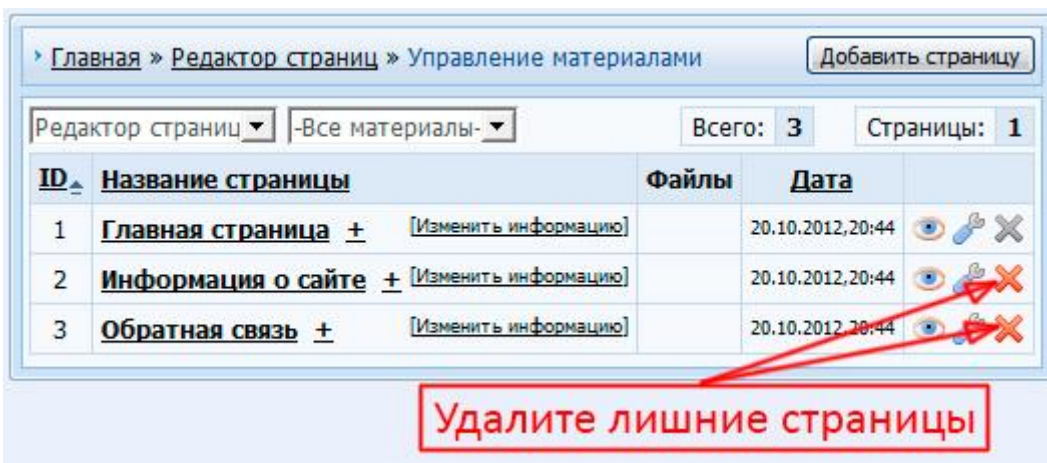 Главная » Редактор страниц » Управление материалами Добавить страницу
Редактор страниц -Все материалы- Всего: 3 Страницы: 1
ID Название страницы Файлы Дата
1 Главная страница + [Изменить информацию] 20.10.2012,20:44
2 Информация о сайте + [Изменить информацию] 20.10.2012,20:44
3 Обратная связь + [Изменить информацию] 20.10.2012,20:44
Удалите лишние страницы